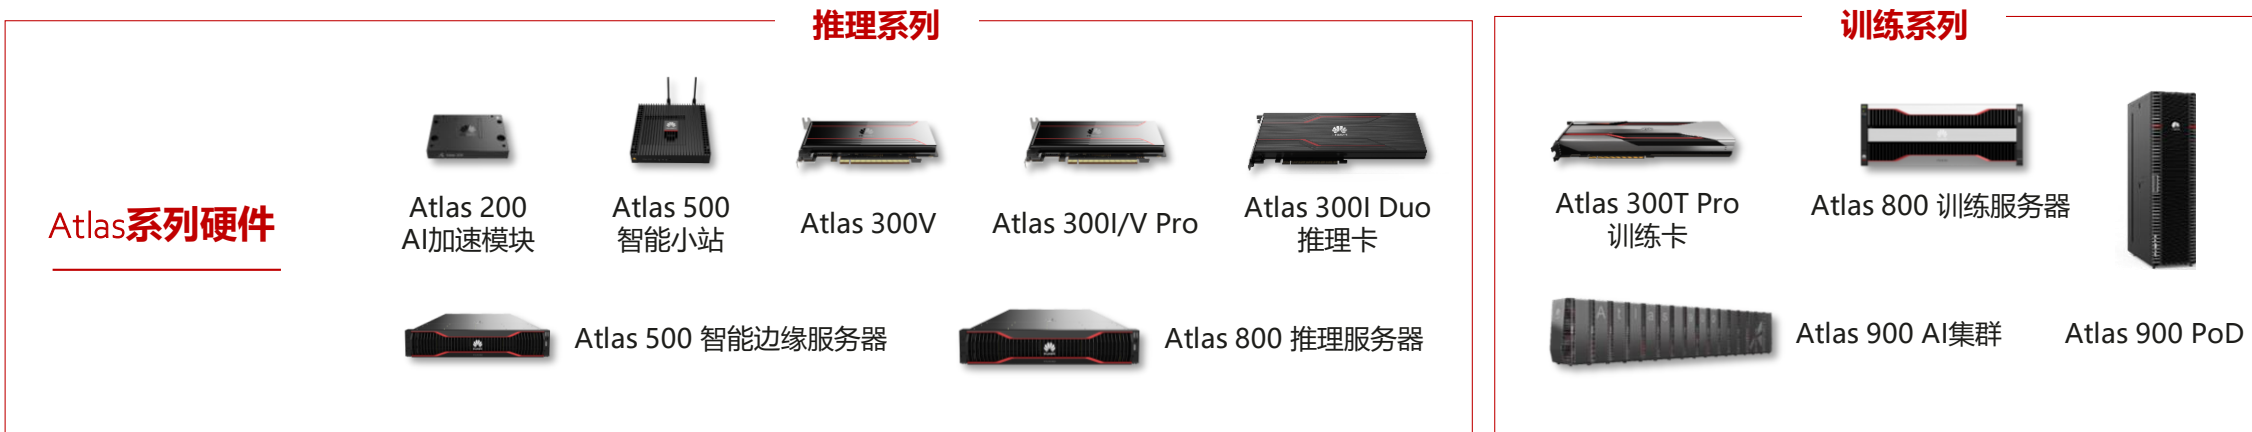 推理系列
训练系列
Atlas系列硬件
Atlas 200
AI加速模块
Atlas 500
智能小站
Atlas 300V
Atlas 300I/V Pro
Atlas 300I Duo
推理卡
Atlas 500 智能边缘服务器
Atlas 800 推理服务器
Atlas 300T Pro
训练卡
Atlas 800 训练服务器
Atlas 900 AI集群
Atlas 900 PoD